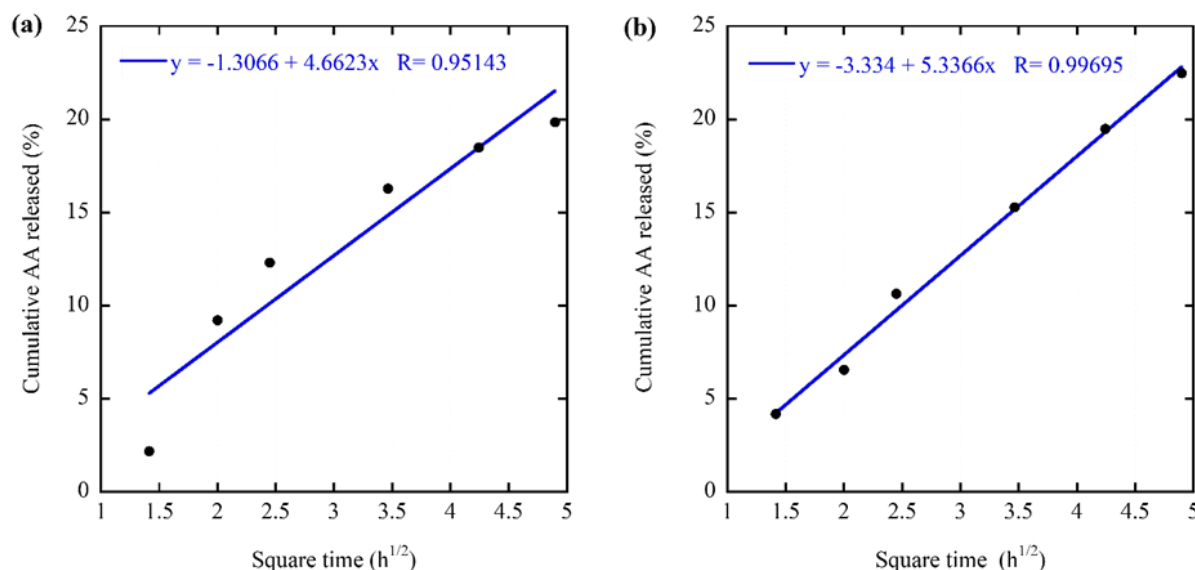 (a)
y = -1.3066 + 4.6623x R= 0.95143
Cumulative AA released (%)
25
20
15
10
5
0
1 1.5 2 2.5 3 3.5 4 4.5 5
Square time (h^{1/2})
(b)
y = -3.334 + 5.3366x R= 0.99695
Cumulative AA released (%)
25
20
15
10
5
0
1 1.5 2 2.5 3 3.5 4 4.5 5
Square time (h^{1/2})